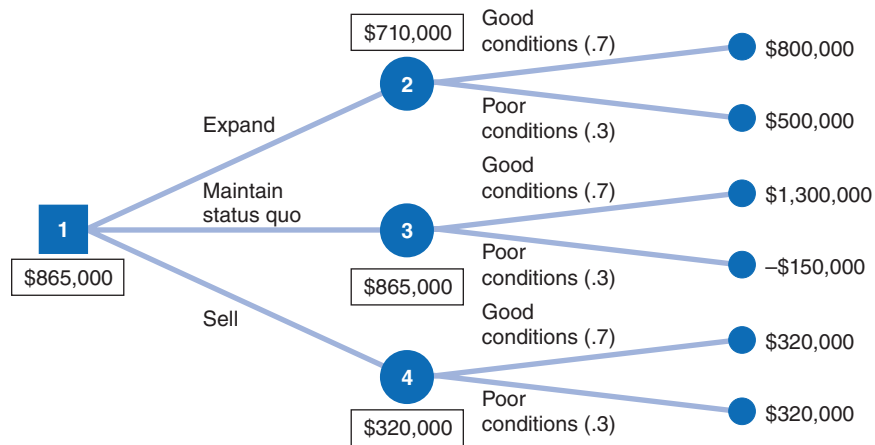 $710,000
2
Good
conditions (.7)
$800,000
Poor
conditions (.3)
$500,000
Expand
Maintain
status quo
1
$865,000
3
$865,000
Good
conditions (.7)
$1,300,000
Poor
conditions (.3)
–$150,000
Sell
4
$320,000
Good
conditions (.7)
$320,000
Poor
conditions (.3)
$320,000